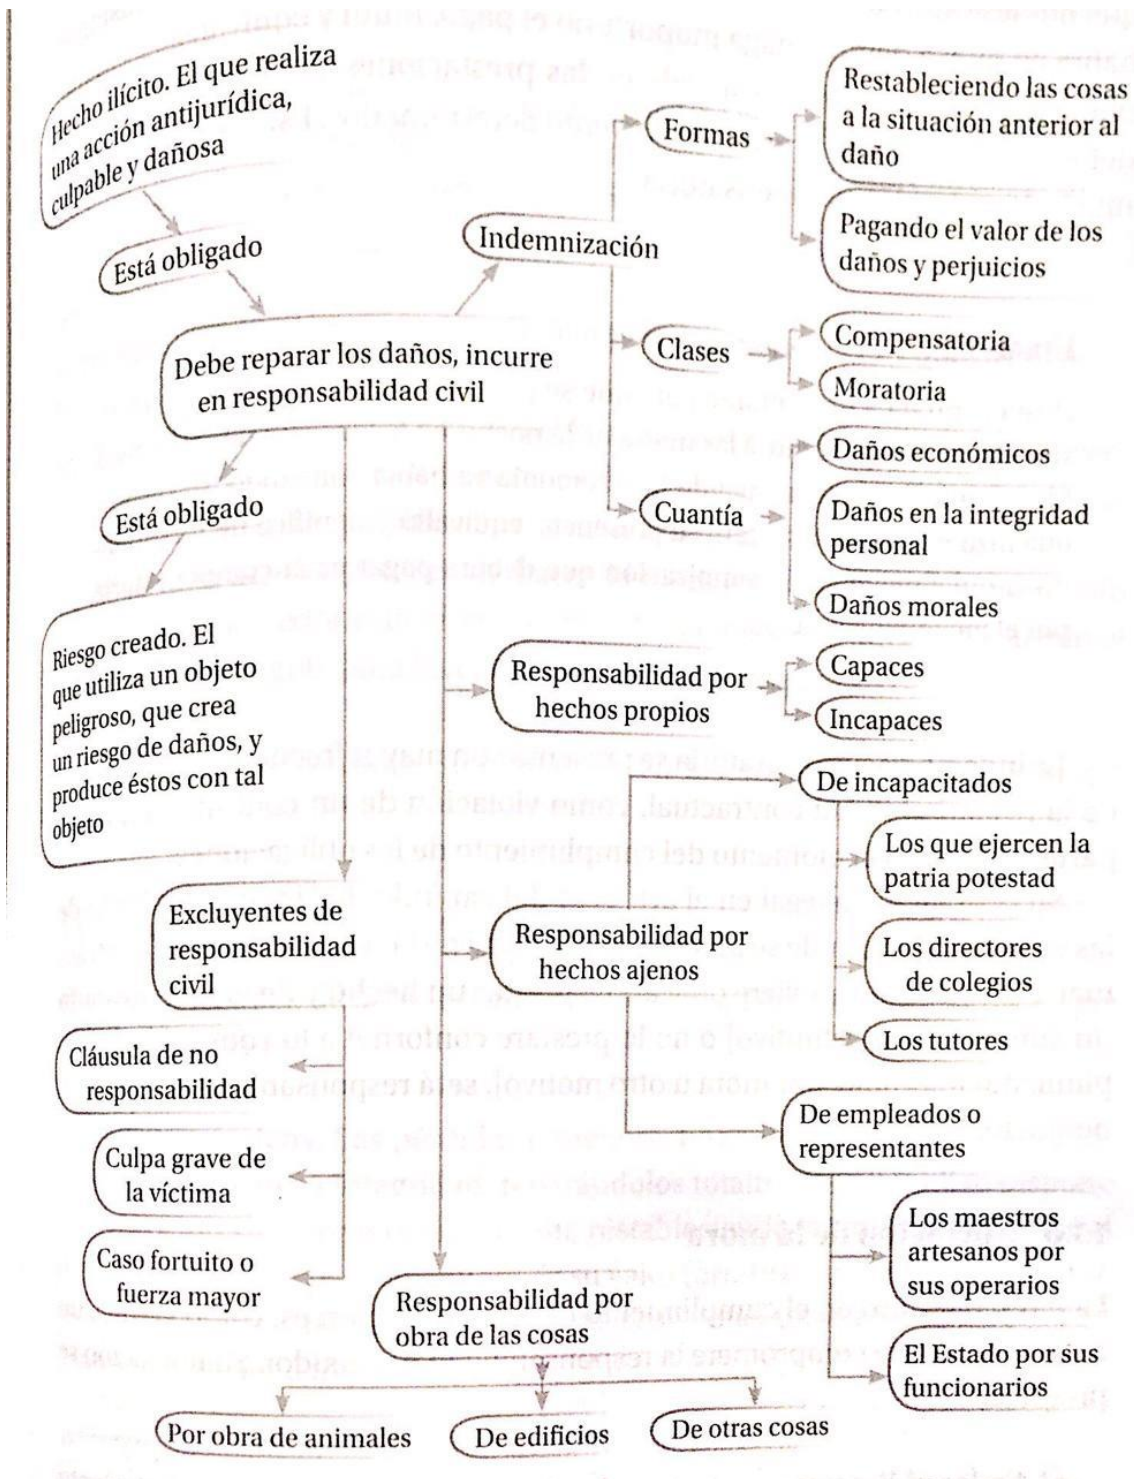 Hecho ilícito. El que realiza
una acción antijurídica,
culpable y dañosa
Está obligado
Debe reparar los daños, incurre
en responsabilidad civil
Está obligado
Riesgo creado. El
que utiliza un objeto
peligroso, que crea
un riesgo de daños, y
produce éstos con tal
objeto
Indemnización
Formas
Restableciendo las cosas
a la situación anterior al
daño
Pagando el valor de los
daños y perjuicios
Clases
Compensatoria
Moratoria
Cuantía
Daños económicos
Daños en la integridad
personal
Daños morales
Responsabilidad por
hechos propios
Capaces
Incapaces
Responsabilidad por
hechos ajenos
De incapacitados
Los que ejercen la
patria potestad
Los directores
de colegios
Los tutores
De empleados o
representantes
Los maestros
artesanos por
sus operarios
El Estado por sus
funcionarios
Excluyentes de
responsabilidad
civil
Cláusula de no
responsabilidad
Culpa grave de
la víctima
Caso fortuito o
fuerza mayor
Responsabilidad por
obra de las cosas
Por obra de animales
De edificios
De otras cosas